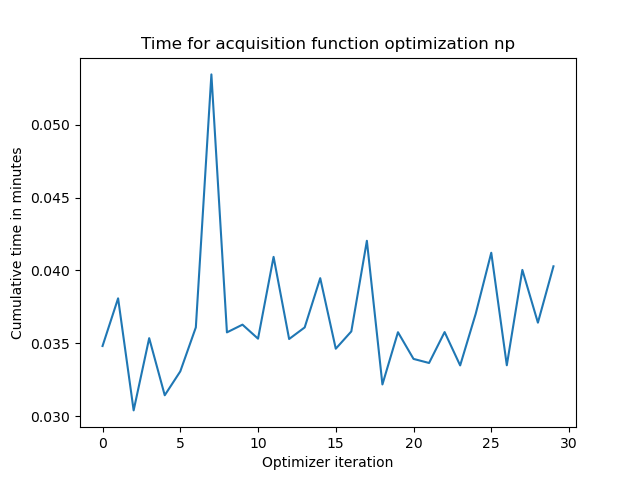 Time for acquisition function optimization np
Cumulative time in minutes
0.050
0.045
0.040
0.035
0.030
0 5 10 15 20 25 30
Optimizer iteration